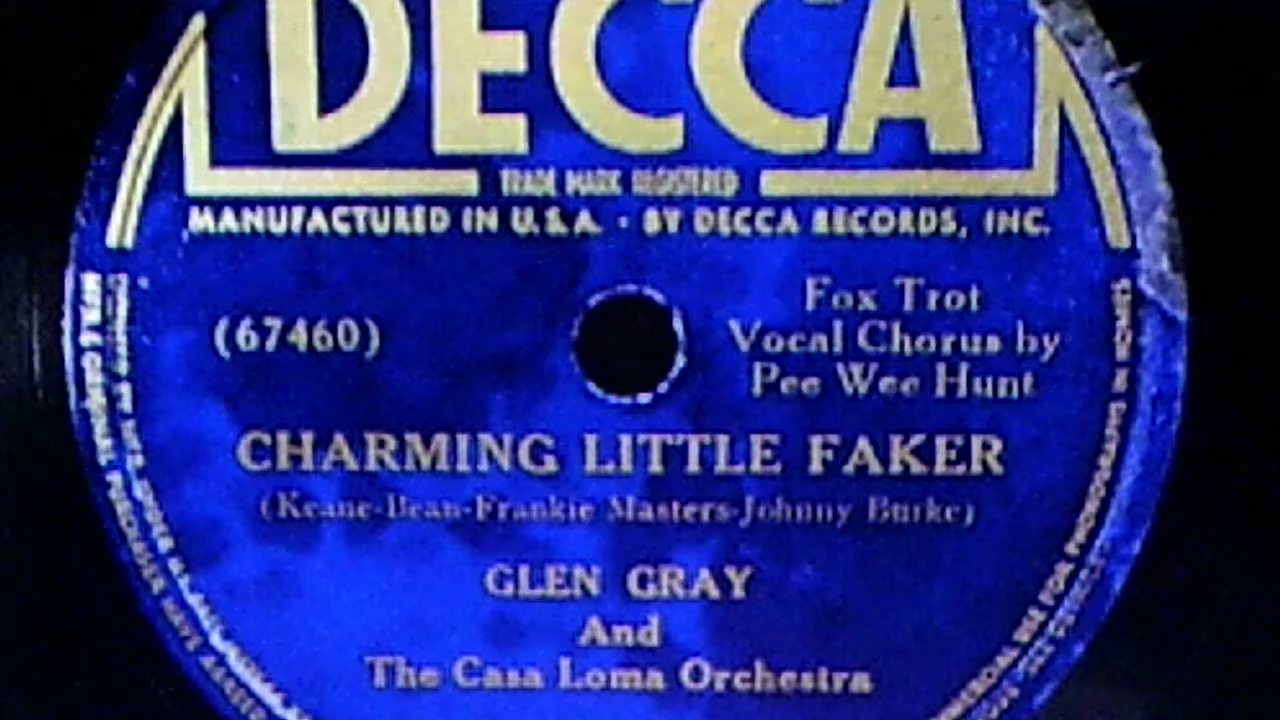 DECCA
TRADE MARK REGISTERED
MANUFACTURED IN U.S.A. · BY DECCA RECORDS, INC.
Fox Trot
(67460)
Vocal Chorus by
Pee Wee Hunt
CHARMING LITTLE FAKER
(Keane-Bean-Frankie Masters-Johnny Burke)
GLEN GRAY
And
The Casa Loma Orchestra